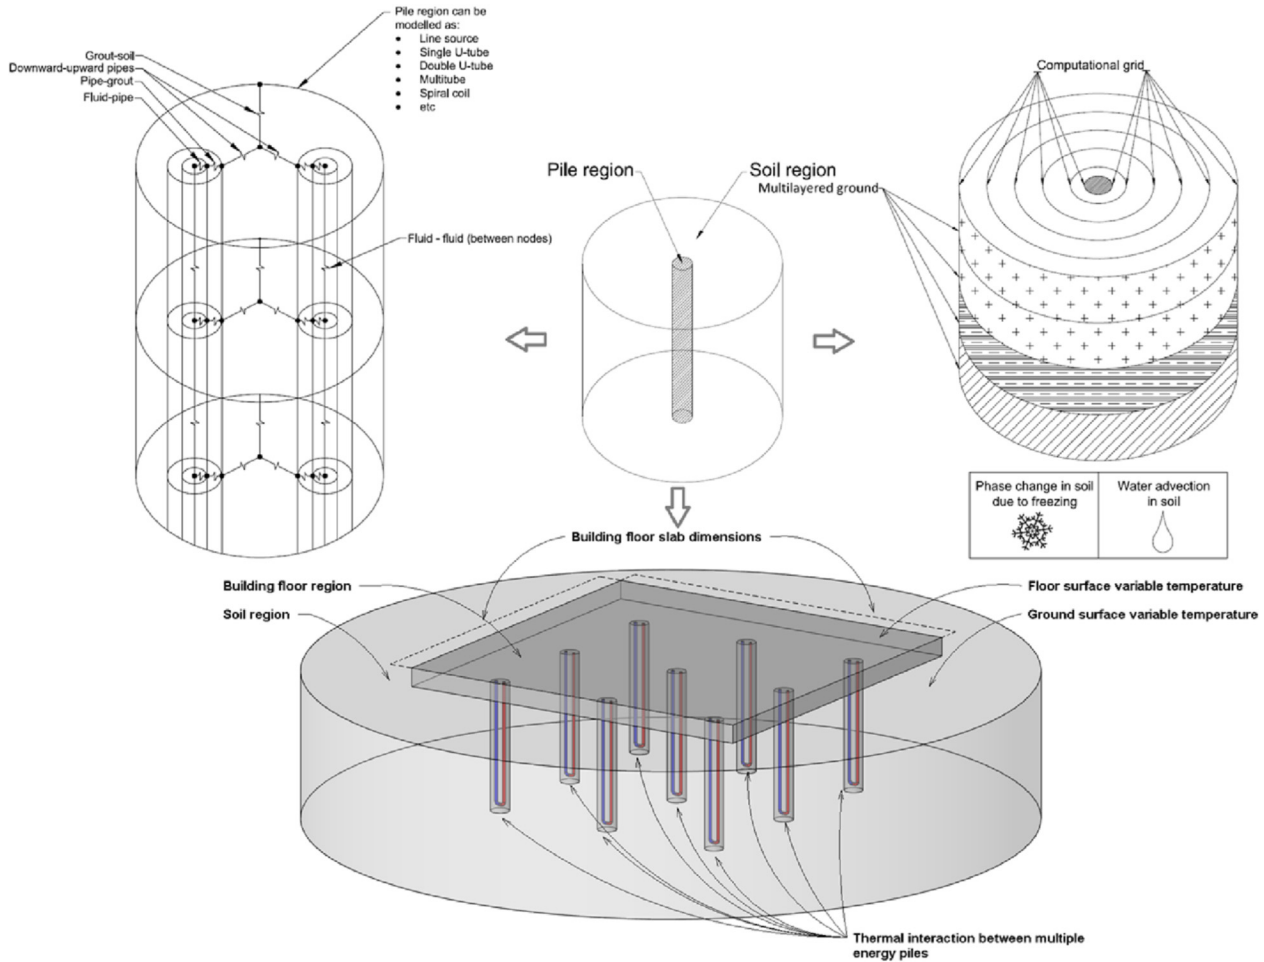 Pile region can be
modelled as:
• Line source
• Single U-tube
• Double U-tube
• Multitube
• Spiral coil
• etc
Grout-soil
Downward-upward pipes
Pipe-grout
Fluid-pipe
Fluid - fluid (between nodes)
Pile region
Soil region
Computational grid
Multilayered ground
Phase change in soil
due to freezing
Water advection
in soil
Building floor slab dimensions
Building floor region
Soil region
Floor surface variable temperature
Ground surface variable temperature
Thermal interaction between multiple
energy piles